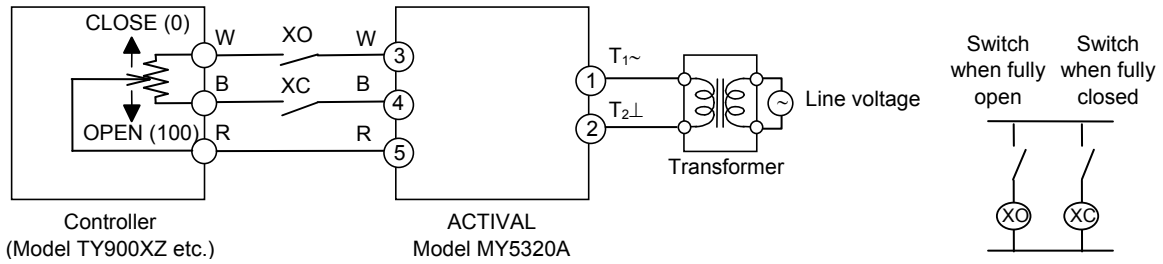 CLOSE (0)
W
XO
W
3
B
XC
B
4
OPEN (100)
R
R
5
Controller
(Model TY900XZ etc.)
ACTIVAL
Model MY5320A
T1~
1
T2⊥
2
Transformer
~
Line voltage
Switch
when fully
open
Switch
when fully
closed
XO
XC